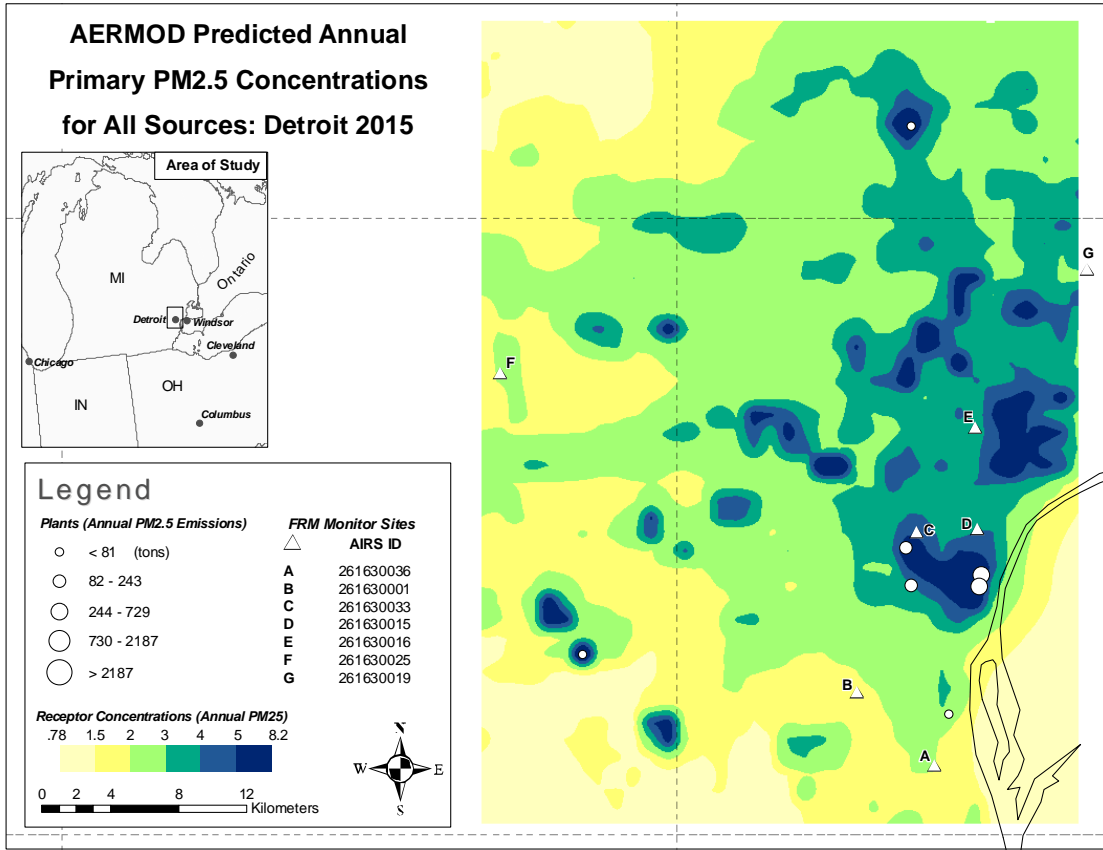 AERMOD Predicted Annual
Primary PM2.5 Concentrations
for All Sources: Detroit 2015
Area of Study
MI
Ontario
Detroit
Windsor
Cleveland
Chicago
OH
IN
Columbus
Legend
Plants (Annual PM2.5 Emissions)
< 81 (tons)
82 - 243
244 - 729
730 - 2187
> 2187
FRM Monitor Sites
AIRS ID
A 261630036
B 261630001
C 261630033
D 261630015
E 261630016
F 261630025
G 261630019
Receptor Concentrations (Annual PM25)
.78 1.5 2 3 4 5 8.2
0 2 4 8 12
Kilometers
N
W E
S
G
F
E
C
D
B
A